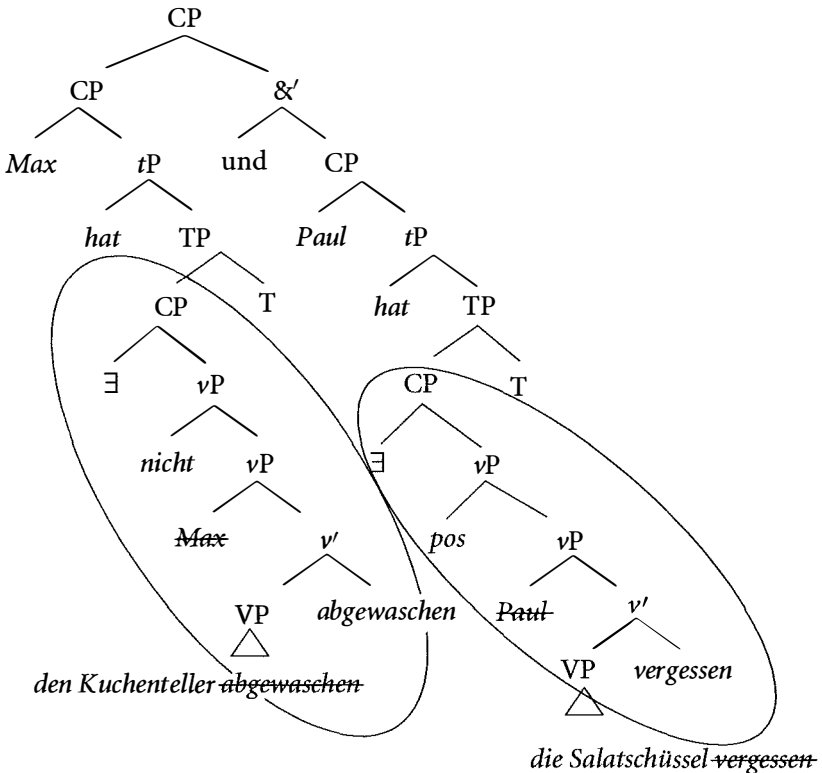 CP
CP &′
Max tP und CP
hat TP Paul tP
CP T hat TP
∃ vP CP T
nicht vP ∃ vP
Max v′ pos vP
VP abgewaschen Paul v′
den Kuchenteller abgewaschen VP vergessen
die Salatschüssel vergessen